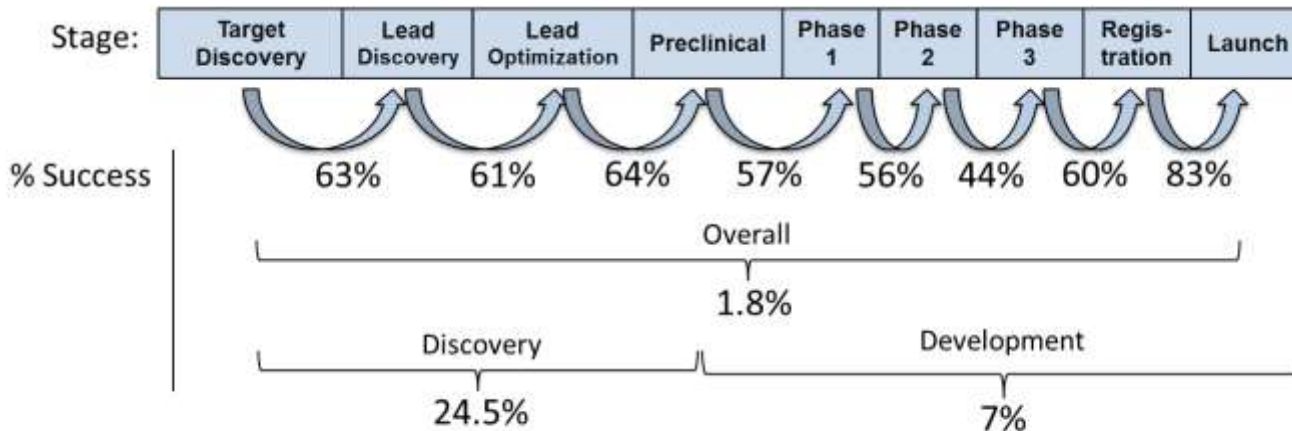 Stage:
Target Discovery
Lead Discovery
Lead Optimization
Preclinical
Phase 1
Phase 2
Phase 3
Regis-tration
Launch
% Success
63% 61% 64% 57% 56% 44% 60% 83%
Overall
1.8%
Discovery Development
24.5% 7%